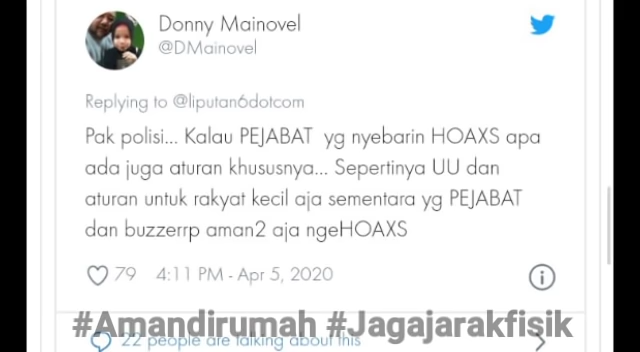 Donny Mainovel
@DMainovel
Replying to @liputan6dotcom
Pak polisi... Kalau PEJABAT yg nyebarin HOAXS apa
ada juga aturan khususnya... Sepertinya UU dan
aturan untuk rakyat kecil aja sementara yg PEJABAT
dan buzzerrp aman2 aja ngeHOAXS
79 4:11 PM - Apr 5, 2020
#Amandirumah #Jagajarakfisik
22 people are talking about this